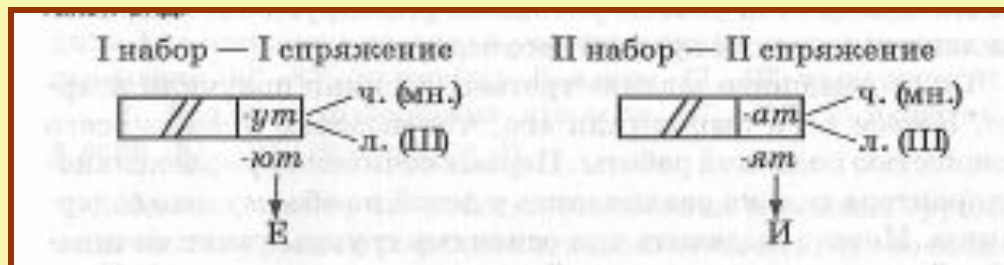 I набор — I спряжение
II набор — II спряжение
-ут
ч. (мн.)
л. (III)
-ют
Е
-ат
ч. (мн.)
л. (III)
-ят
И